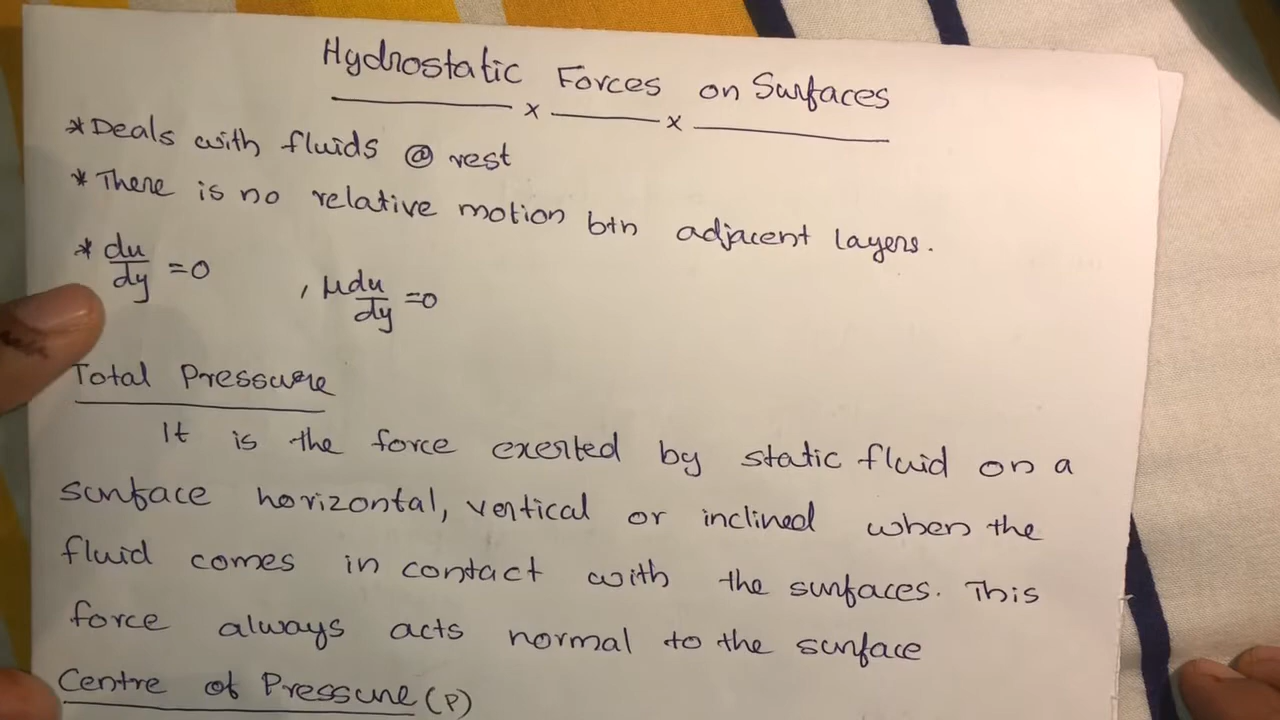 Hydrostatic Forces on Surfaces
x x
*Deals with fluids @ rest
*There is no relative motion btn adjacent layers.
* du/dy =0 , μdu/dy =0
Total Pressure
It is the force exerted by static fluid on a
surface horizontal, vertical or inclined when the
fluid comes in contact with the surfaces. This
force always acts normal to the surface
Centre of Pressure (P)